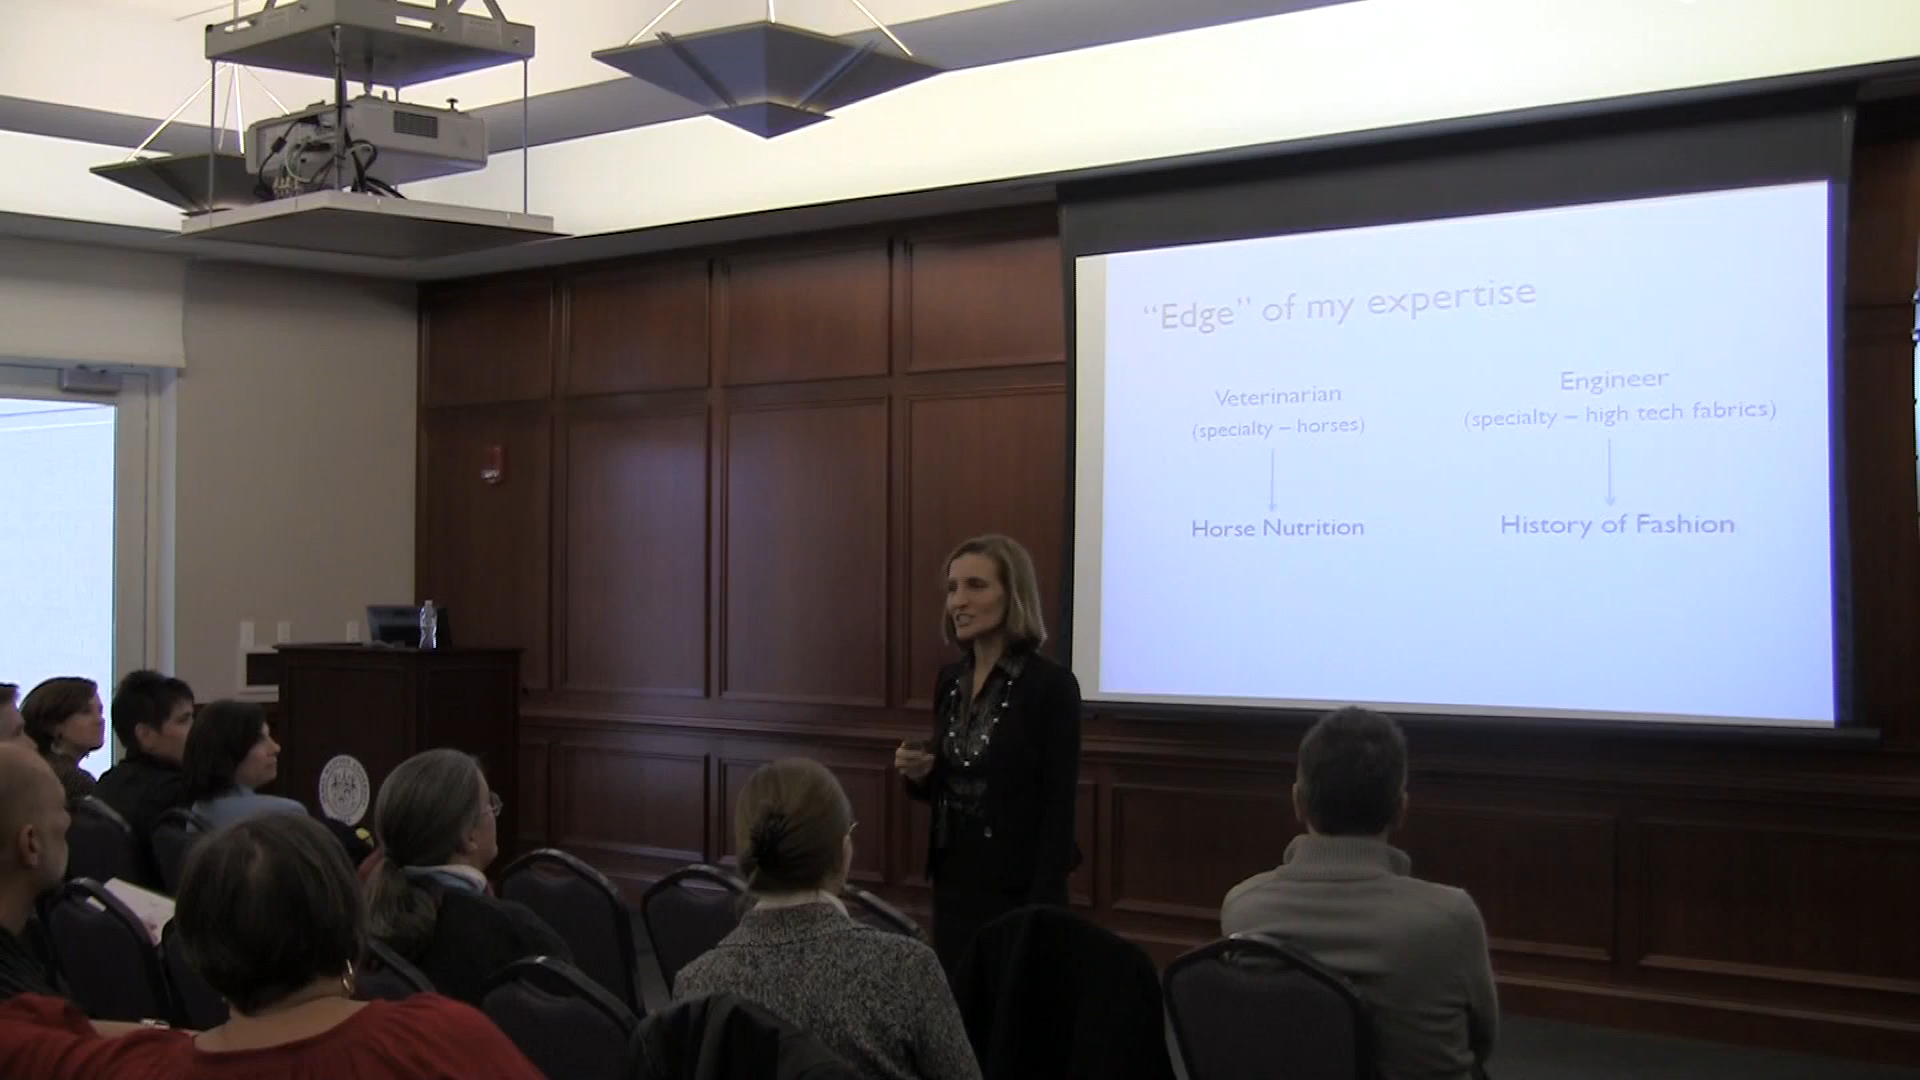 “Edge” of my expertise
Veterinarian
(specialty – horses)
Horse Nutrition
Engineer
(specialty – high tech fabrics)
History of Fashion